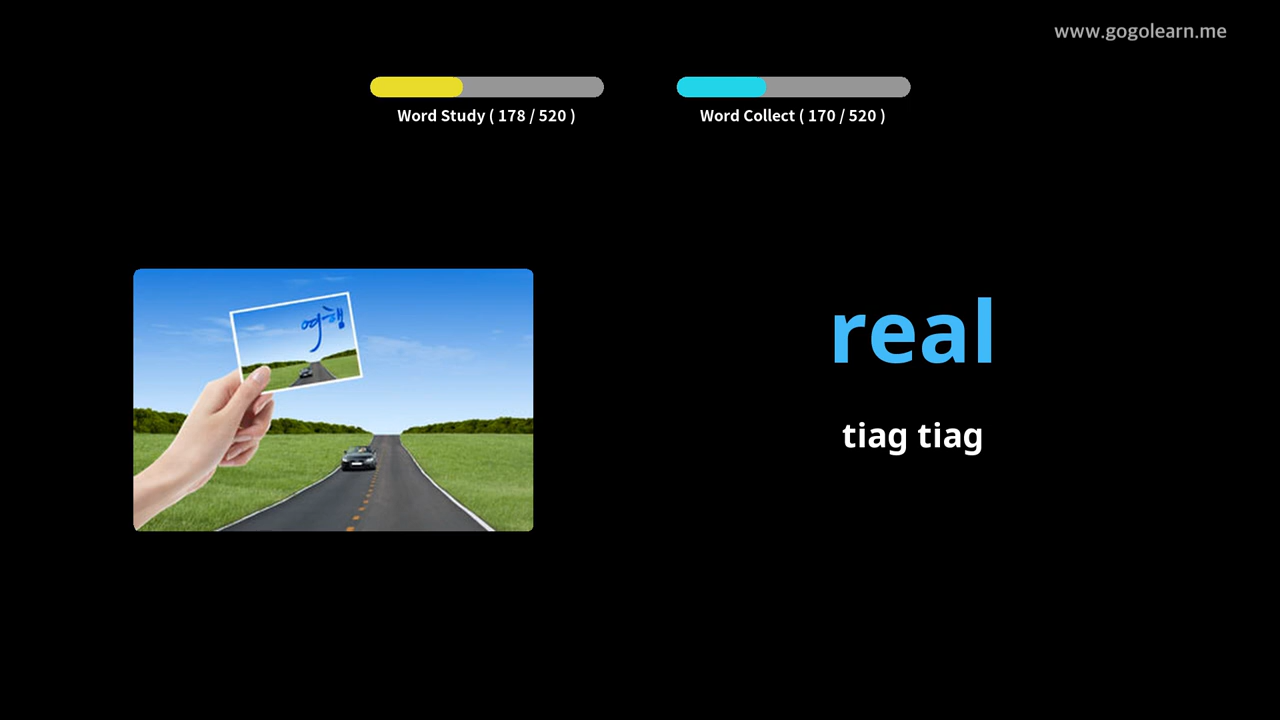 www.gogolearn.me
Word Study ( 178 / 520 )
Word Collect ( 170 / 520 )
여행
real
tiag tiag